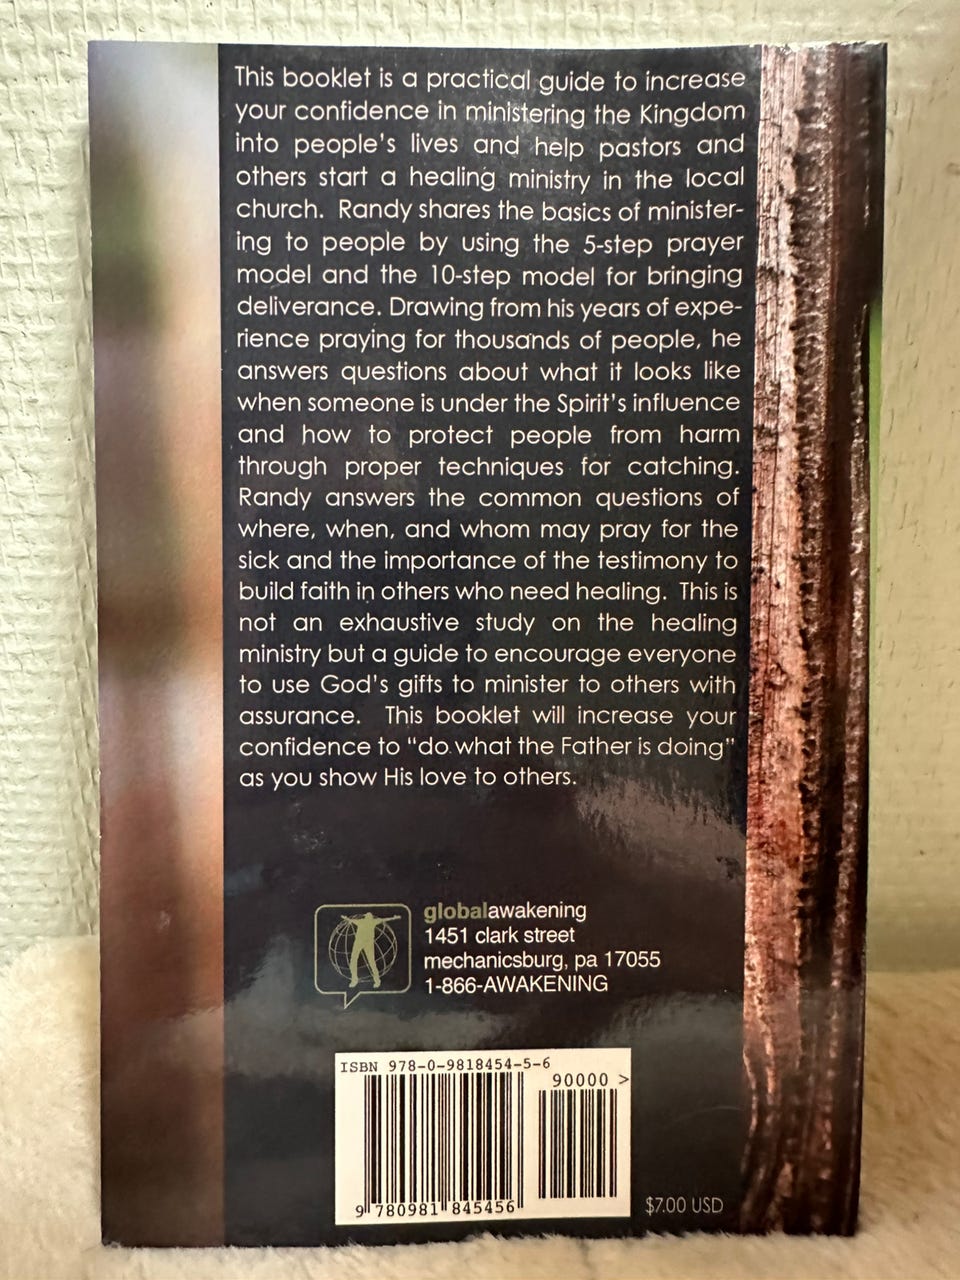 This booklet is a practical guide to increase
your confidence in ministering the Kingdom
into people's lives and help pastors and
others start a healing ministry in the local
church. Randy shares the basics of minister-
ing to people by using the 5-step prayer
model and the 10-step model for bringing
deliverance. Drawing from his years of expe-
rience praying for thousands of people, he
answers questions about what it looks like
when someone is under the Spirit's influence
and how to protect people from harm
through proper techniques for catching.
Randy answers the common questions of
where, when, and whom may pray for the
sick and the importance of the testimony to
build faith in others who need healing. This is
not an exhaustive study on the healing
ministry but a guide to encourage everyone
to use God's gifts to minister to others with
assurance. This booklet will increase your
confidence to "do what the Father is doing"
as you show His love to others.
globalawakening
1451 clark street
mechanicsburg, pa 17055
1-866-AWAKENING
ISBN 978-0-9818454-5-6
90000 >
9 780981 845456
$7.00 USD